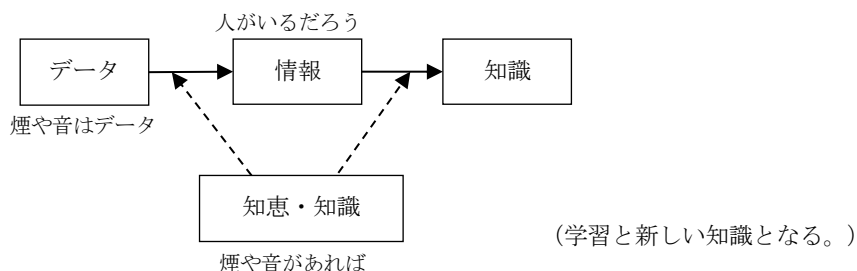 人がいるだろう
データ
情報
知識
煙や音はデータ
知恵・知識
(学習と新しい知識となる。)
煙や音があれば